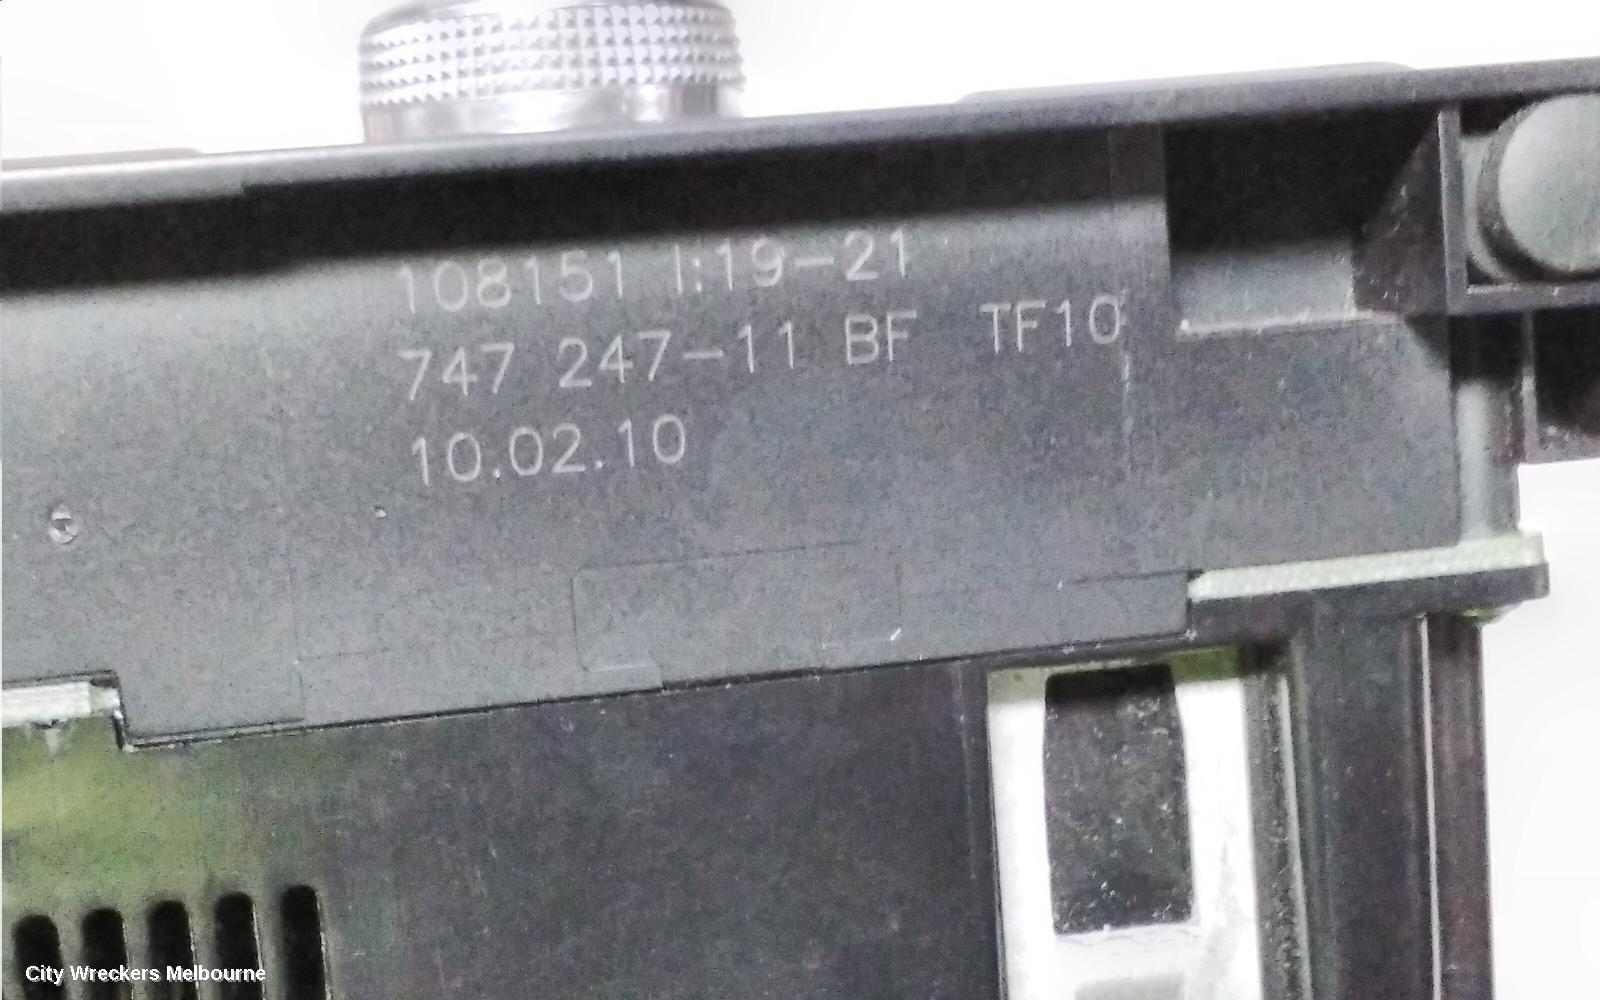 108151 I:19-21
747 247-11 BF TF10
10.02.10
City Wreckers Melbourne